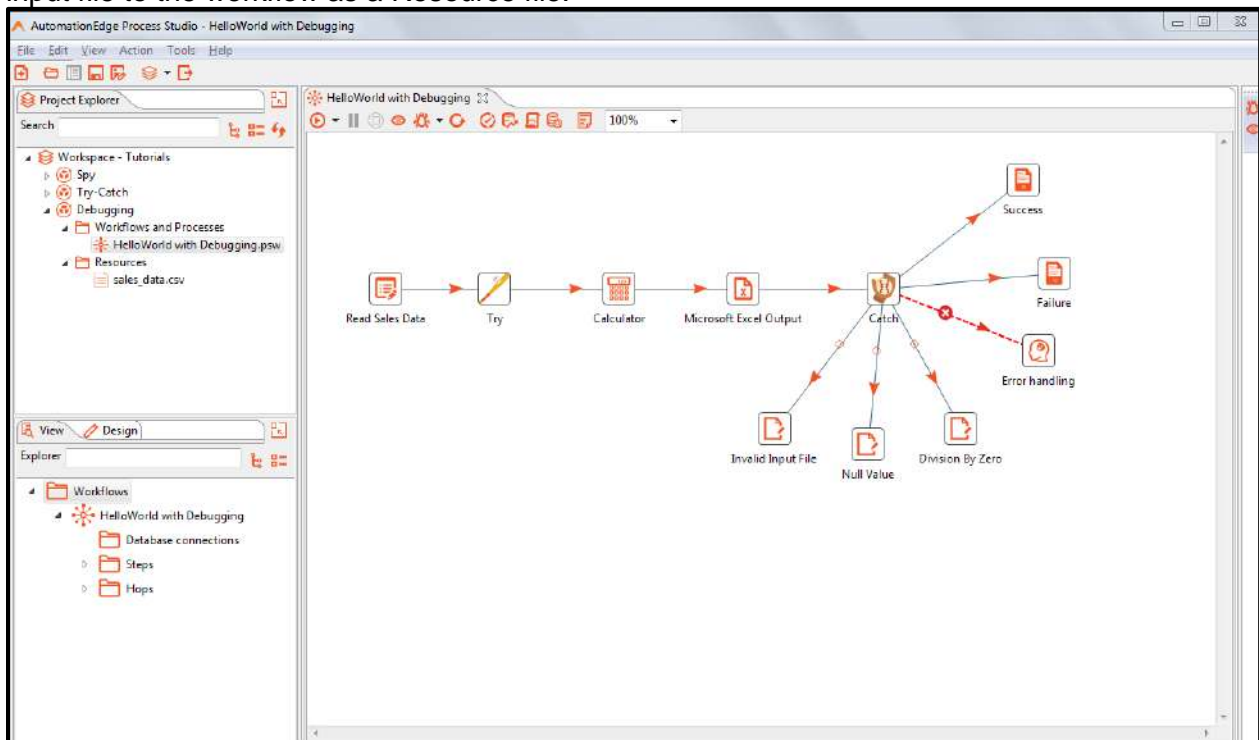 input file to the workflow as a Resource file.
AutomationEdge Process Studio - HelloWorld with Debugging
File Edit View Action Tools Help
Project Explorer
Search
Workspace - Tutorials
Spy
Try-Catch
Debugging
Workflows and Processes
HelloWorld with Debugging.psw
Resources
sales_data.csv
View Design
Explorer
Workflows
HelloWorld with Debugging
Database connections
Steps
Hops
HelloWorld with Debugging
100%
Success
Failure
Read Sales Data Try Calculator Microsoft Excel Output Catch
Error handling
Invalid Input File
Null Value
Division By Zero